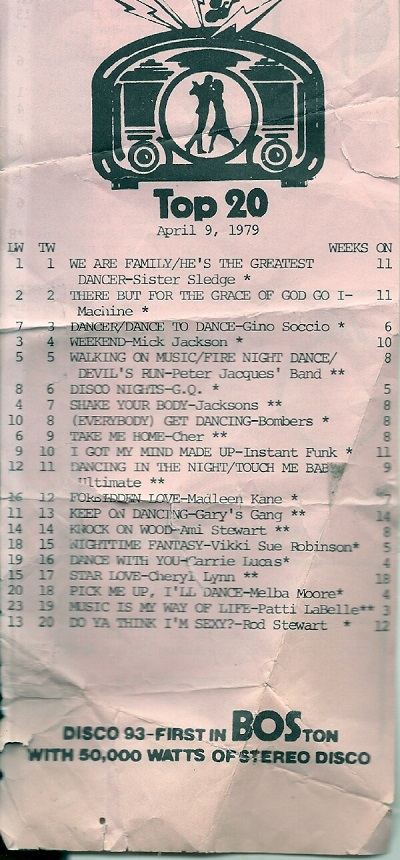 Top 20
April 9, 1979
LW TW WEEKS ON
1 1 WE ARE FAMILY/HE'S THE GREATEST 11
DANCER-Sister Sledge *
2 2 THERE BUT FOR THE GRACE OF GOD GO I- 11
Machine *
7 3 DANCER/DANCE TO DANCE-Gino Soccio * 6
3 4 WEEKEND-Mick Jackson * 10
5 5 WALKING ON MUSIC/FIRE NIGHT DANCE/ 8
DEVIL'S RUN-Peter Jacques' Band **
8 6 DISCO NIGHTS-G.Q. * 5
4 7 SHAKE YOUR BODY-Jacksons ** 8
10 8 (EVERYBODY) GET DANCING-Bombers * 8
6 9 TAKE ME HOME-Cher ** 8
9 10 I GOT MY MIND MADE UP-Instant Funk * 11
12 11 DANCING IN THE NIGHT/TOUCH ME 9
Ultimate **
16 12 FORBIDDEN LOVE-Madleen Kane *
11 13 KEEP ON DANCING-Gary's Gang ** 14
14 14 KNOCK ON WOOD-Ami Stewart ** 8
18 15 NIGHTTIME FANTASY-Vikki Sue Robinson* 5
19 16 DANCE WITH YOU-Carrie Lucas* 4
15 17 STAR LOVE-Cheryl Lynn ** 18
20 18 PICK ME UP, I'LL DANCE-Melba Moore* 4
23 19 MUSIC IS MY WAY OF LIFE-Patti LaBelle** 3
13 20 DO YA THINK I'M SEXY?-Rod Stewart * 12
DISCO 93-FIRST IN BOSTON
WITH 50,000 WATTS OF STEREO DISCO